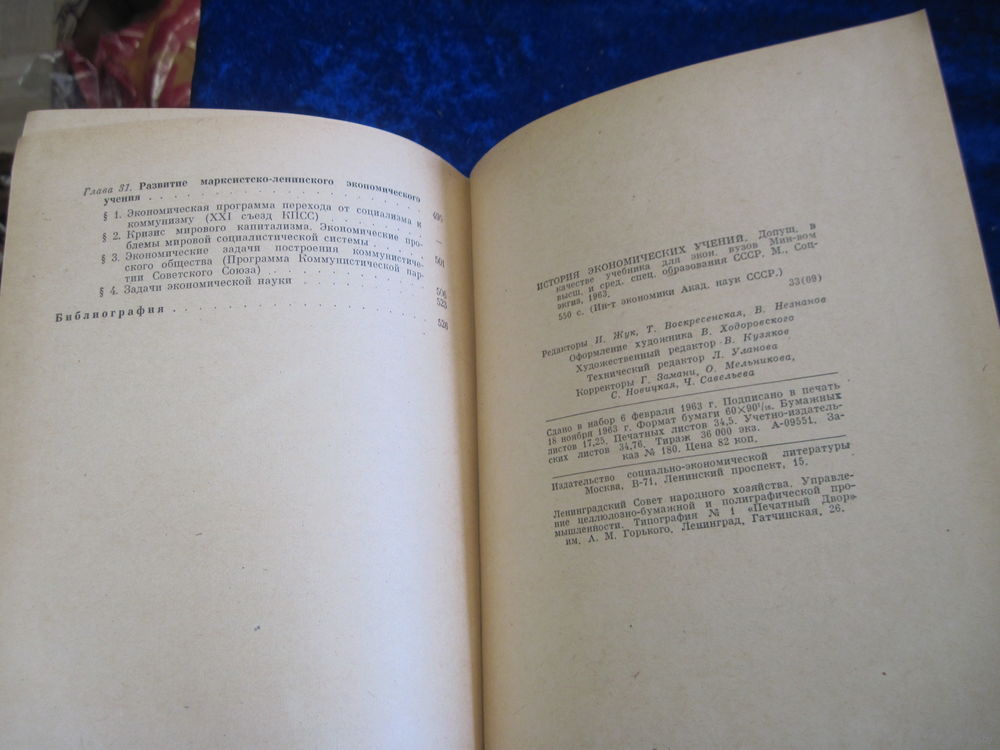 Глава 31. Развитие марксистско-ленинского экономического
учения . . . . . . . . . . . . . . . . . . . . . 495
§ 1. Экономическая программа перехода от социализма к
коммунизму (XXI съезд КПСС) . . . . . . . . —
§ 2. Кризис мирового капитализма. Экономические про-
блемы мировой социалистической системы . . . . 501
§ 3. Экономические задачи построения коммунистиче-
ского общества (Программа Коммунистической пар-
тии Советского Союза) . . . . . . . . . . . . 506
§ 4. Задачи экономической науки . . . . . . . . . 525
Библиография . . . . . . . . . . . . . . . . . . . 526
ИСТОРИЯ ЭКОНОМИЧЕСКИХ УЧЕНИЙ. Допущ. в
качестве учебника для экон. вузов Мин-вом
высш. и сред. спец. образования СССР. М., Соц-
экгиз, 1963.
550 с. (Ин-т экономики Акад. наук СССР.)
33(09)
Редакторы И. Жук, Т. Воскресенская, В. Незнанов
Оформление художника В. Ходоровского
Художественный редактор В. Кузяков
Технический редактор Л. Уланова
Корректоры Г. Замани, О. Мельникова,
С. Новицкая, Ч. Савельева
Сдано в набор 6 февраля 1963 г. Подписано в печать
18 ноября 1963 г. Формат бумаги 60×90¹/₁₆. Бумажных
листов 17,25. Печатных листов 34,5. Учетно-издатель-
ских листов 34,76. Тираж 36 000 экз. А-09551. За-
каз № 180. Цена 82 коп.
Издательство социально-экономической литературы
Москва, В-71, Ленинский проспект, 15.
Ленинградский Совет народного хозяйства. Управле-
ние целлюлозно-бумажной и полиграфической про-
мышленности. Типография № 1 «Печатный Двор»
им. А. М. Горького. Ленинград, Гатчинская, 26.